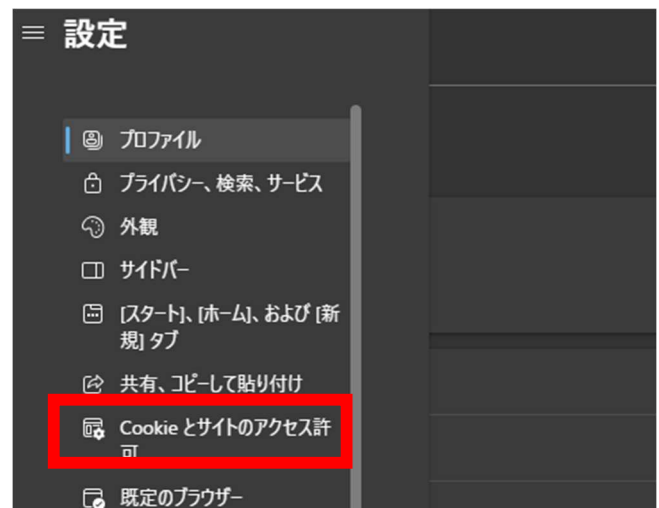 設定
プロファイル
プライバシー、検索、サービス
外観
サイドバー
[スタート]、[ホーム]、および [新
規] タブ
共有、コピーして貼り付け
Cookie とサイトのアクセス許
可
既定のブラウザー